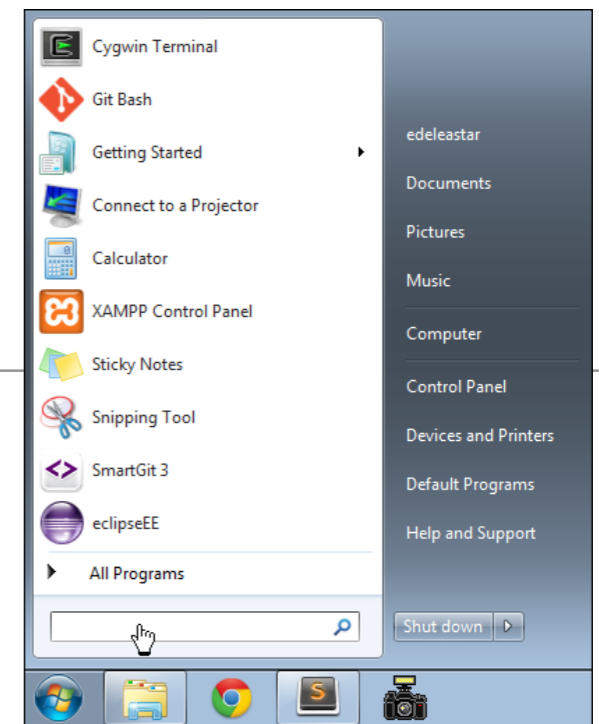 Cygwin Terminal
Git Bash
Getting Started
Connect to a Projector
Calculator
XAMPP Control Panel
Sticky Notes
Snipping Tool
SmartGit 3
eclipseEE
All Programs
edeleastar
Documents
Pictures
Music
Computer
Control Panel
Devices and Printers
Default Programs
Help and Support
Shut down